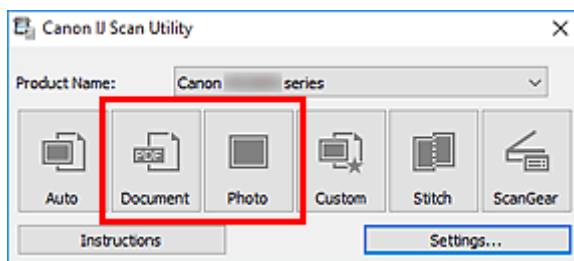 Canon IJ Scan Utility
Product Name: Canon series
PDF
Auto Document Photo Custom Stitch ScanGear
Instructions Settings...